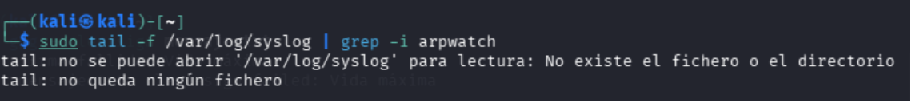 ┌──(kali㉿kali)-[~]
└─$ sudo tail -f /var/log/syslog | grep -i arpwatch
tail: no se puede abrir '/var/log/syslog' para lectura: No existe el fichero o el directorio
tail: no queda ningún fichero